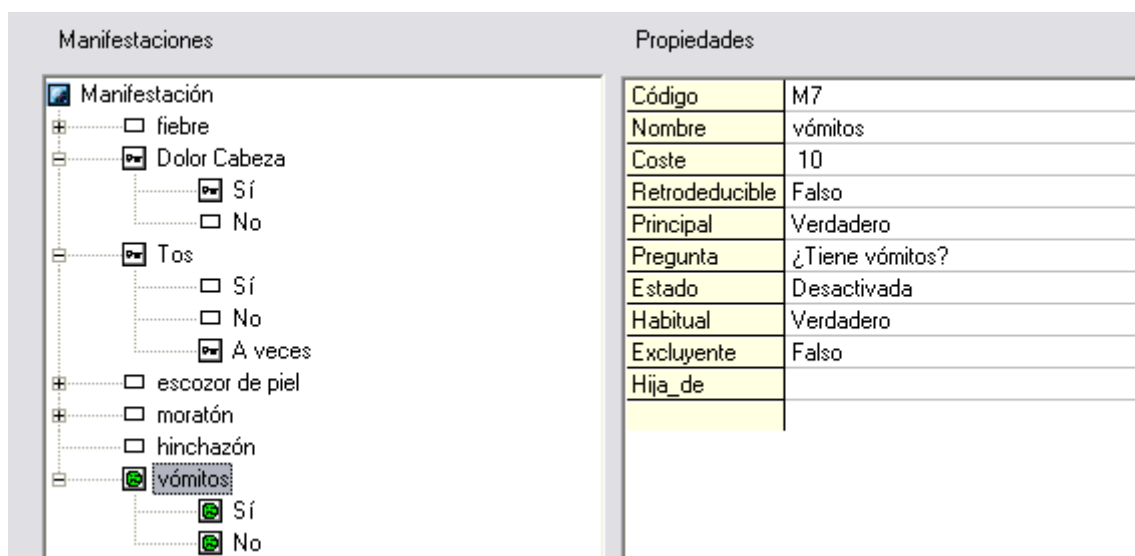 Manifestaciones
Manifestación
fiebre
Dolor Cabeza
Sí
No
Tos
Sí
No
A veces
escozor de piel
moratón
hinchazón
vómitos
Sí
No
Propiedades
Código M7
Nombre vómitos
Coste 10
Retrodeducible Falso
Principal Verdadero
Pregunta ¿Tiene vómitos?
Estado Desactivada
Habitual Verdadero
Excluyente Falso
Hija_de